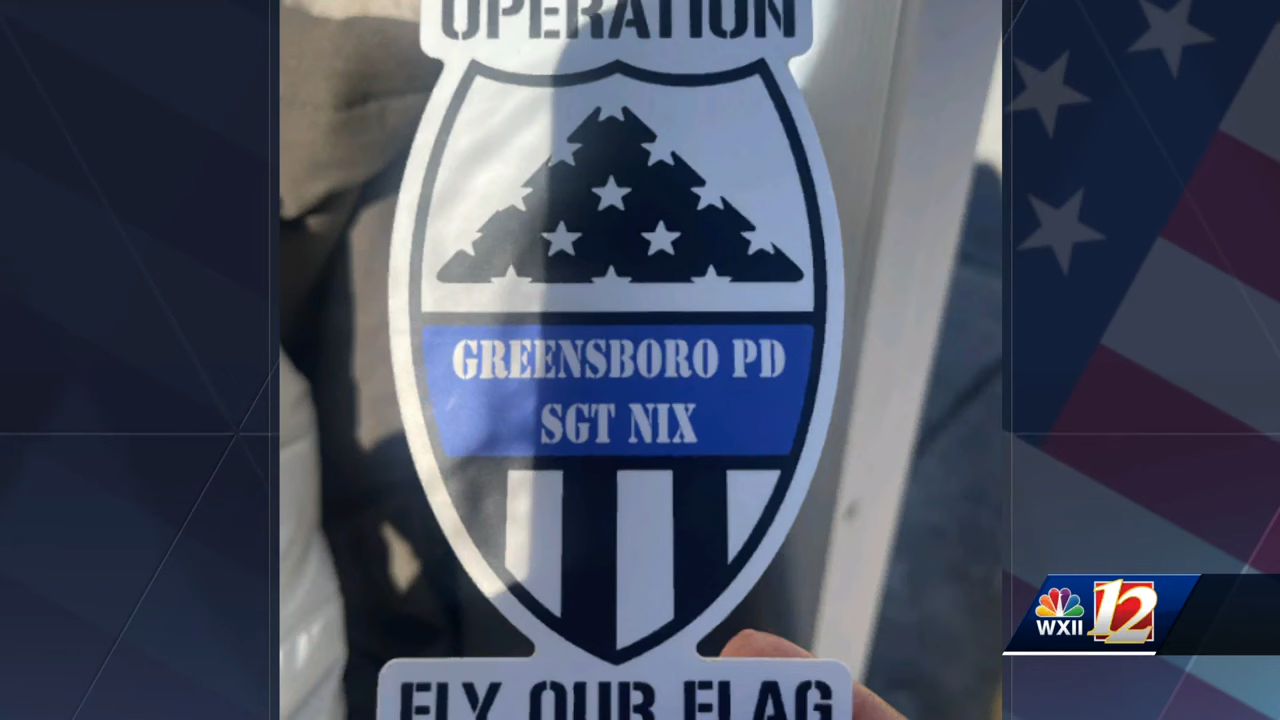 OPERATION
GREENSBORO PD
SGT NIX
FLY OUR FLAG
WXII 12